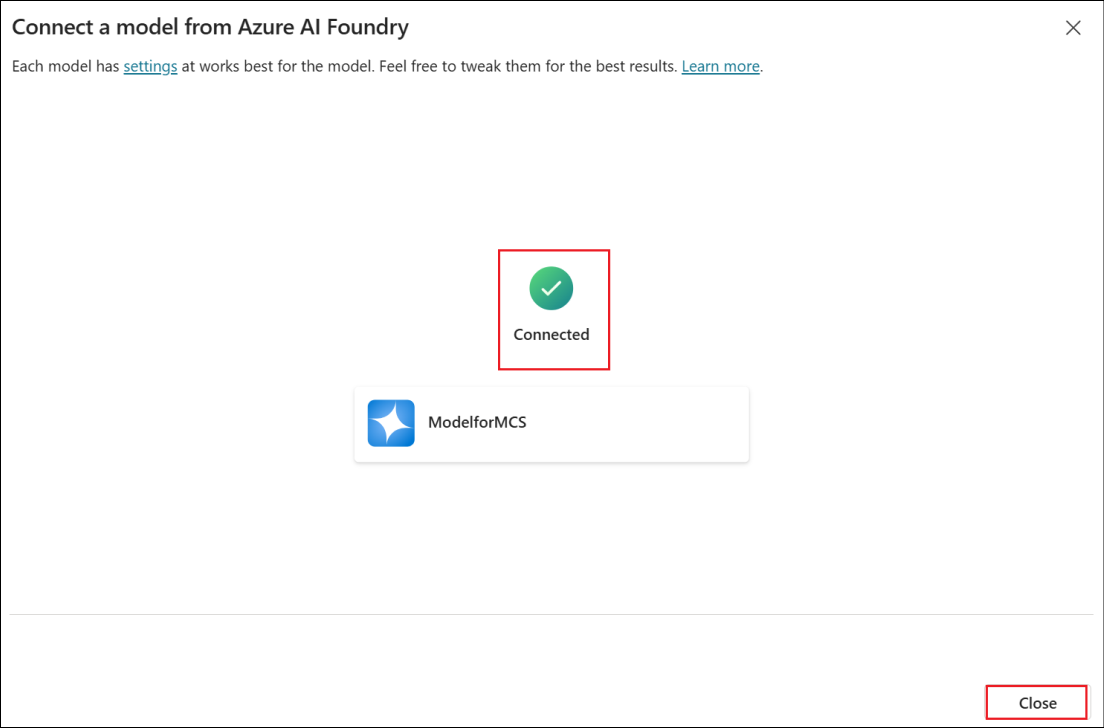 Connect a model from Azure AI Foundry
Each model has settings at works best for the model. Feel free to tweak them for the best results. Learn more.
Connected
ModelforMCS
Close